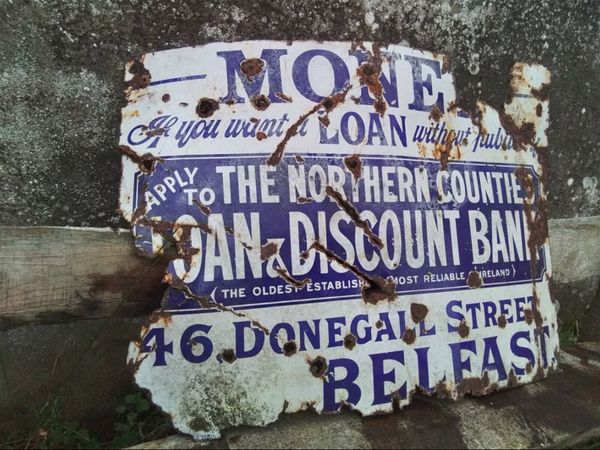 MONE
If you want a LOAN without publi
APPLY TO THE NORTHERN COUNTIE
LOAN & DISCOUNT BAN
(THE OLDEST ESTABLISH MOST RELIABLE IRELAND)
46, DONEGALL STREET
BELFAST